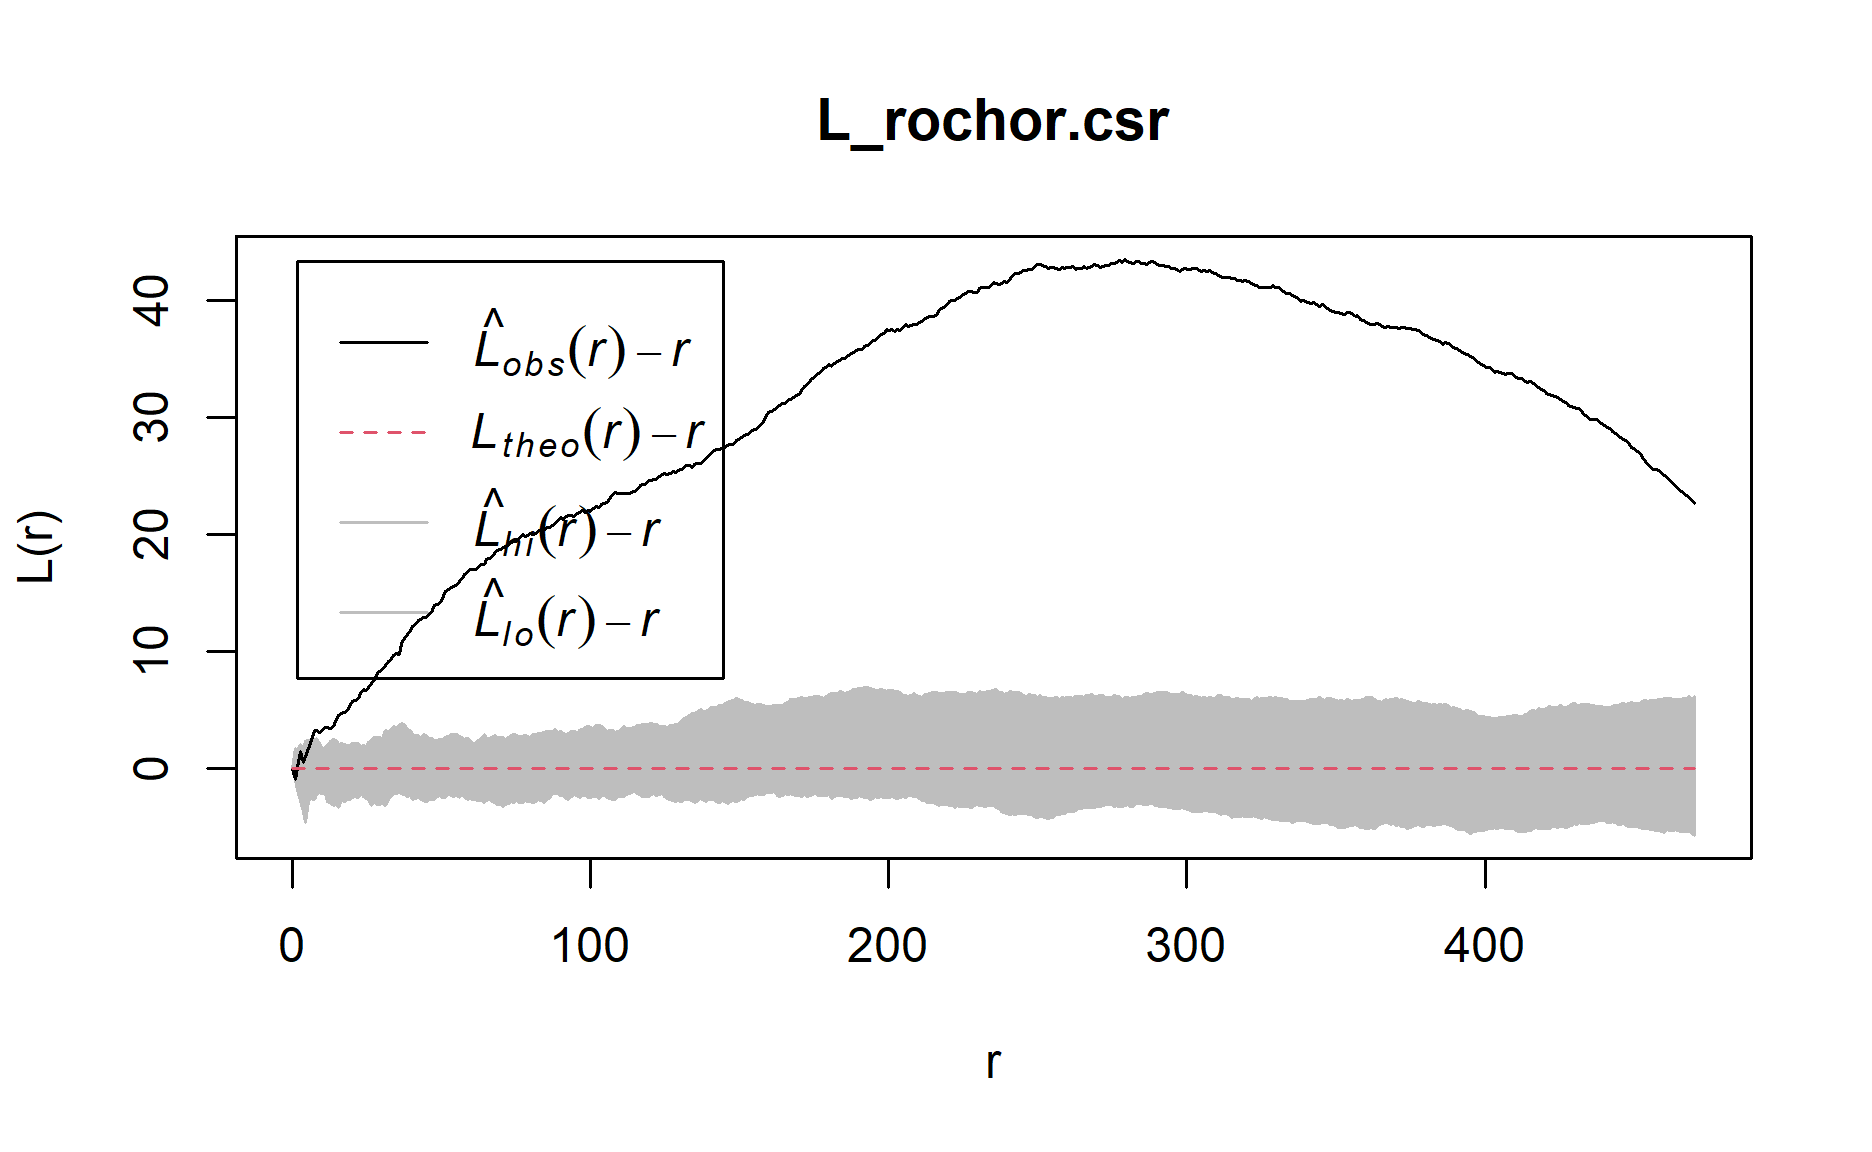 L_rochor.csr
L̂obs(r) – r
Ltheo(r) – r
L̂hi(r) – r
L̂lo(r) – r
L(r)
40
30
20
10
0
0 100 200 300 400
r